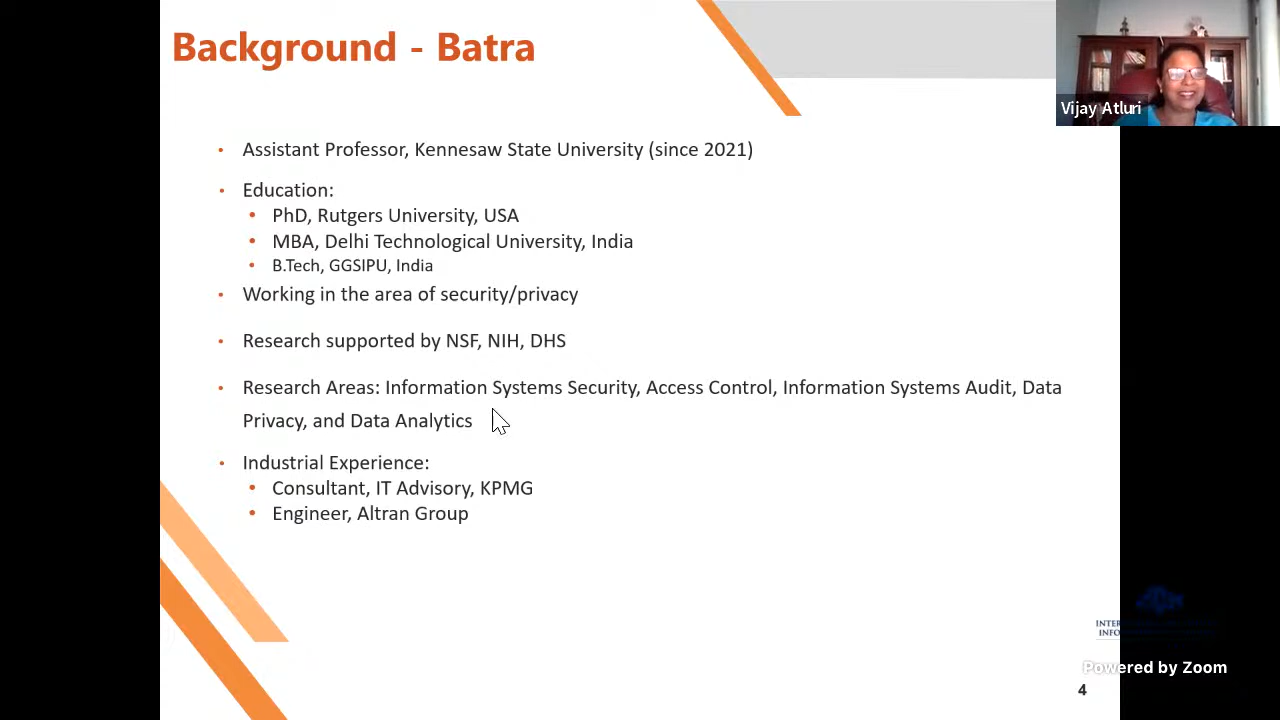 Background - Batra
Vijay Atluri
• Assistant Professor, Kennesaw State University (since 2021)
• Education:
• PhD, Rutgers University, USA
• MBA, Delhi Technological University, India
• B.Tech, GGSIPU, India
• Working in the area of security/privacy
• Research supported by NSF, NIH, DHS
• Research Areas: Information Systems Security, Access Control, Information Systems Audit, Data
Privacy, and Data Analytics
• Industrial Experience:
• Consultant, IT Advisory, KPMG
• Engineer, Altran Group
Powered by Zoom
4